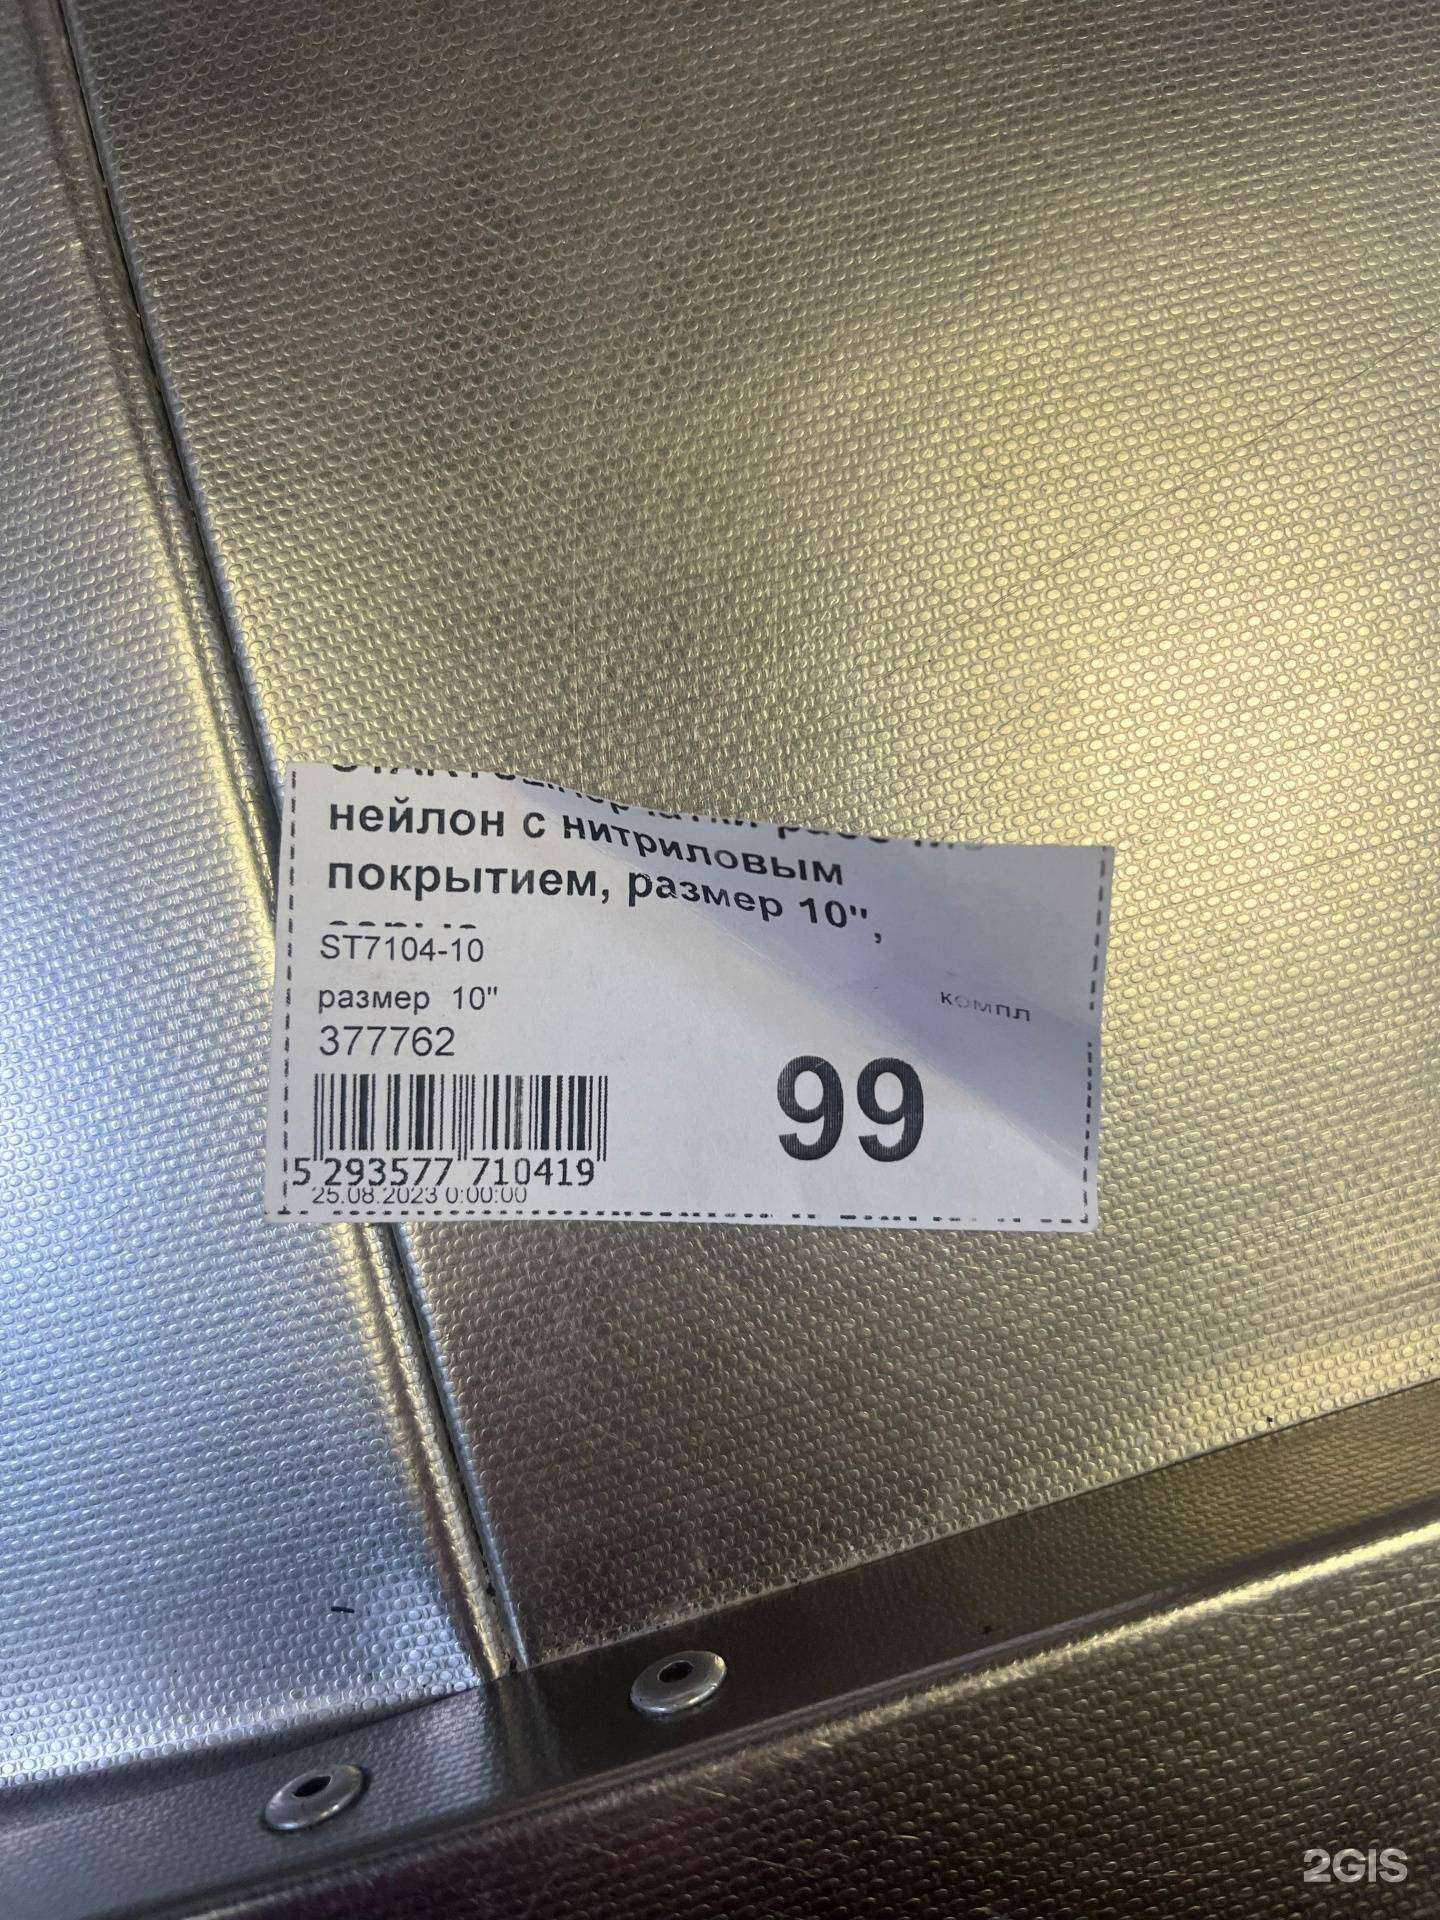 нейлон с нитриловым
покрытием, размер 10",
ST7104-10
размер 10"
компл
377762
99
5 293577 710419
25.08.2023 0:00:00
2GIS